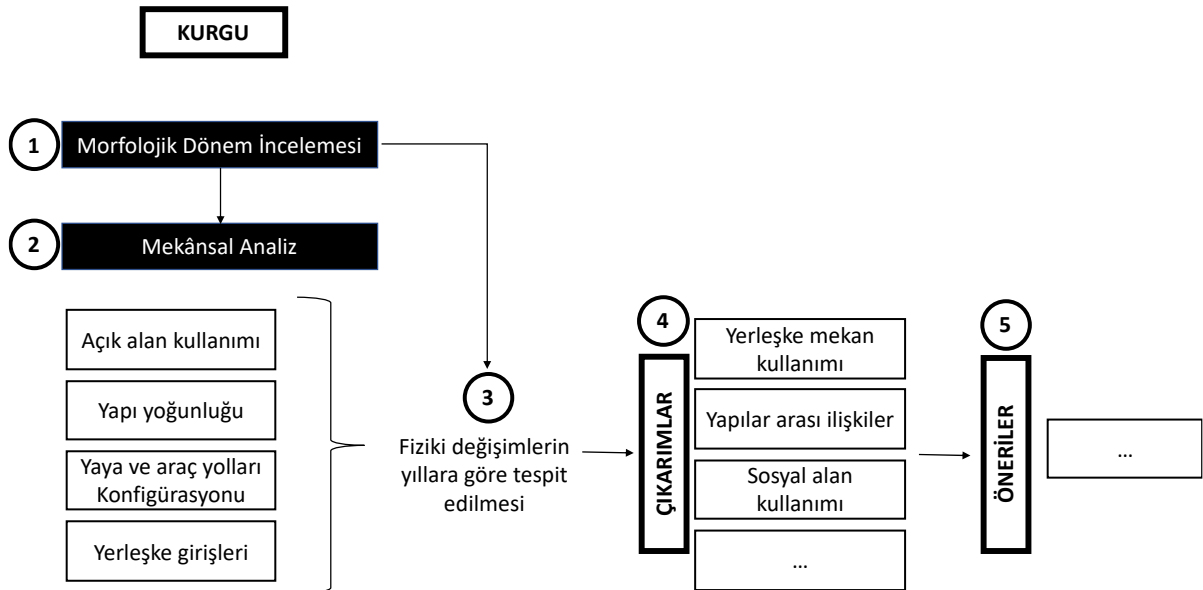 KURGU
1
Morfolojik Dönem İncelemesi
2
Mekânsal Analiz
Açık alan kullanımı
Yapı yoğunluğu
Yaya ve araç yolları
Konfigürasyonu
Yerleşke girişleri
3
Fiziki değişimlerin
yıllara göre tespit
edilmesi
4
ÇIKARIMLAR
Yerleşke mekan
kullanımı
Yapılar arası ilişkiler
Sosyal alan
kullanımı
...
5
ÖNERİLER
...